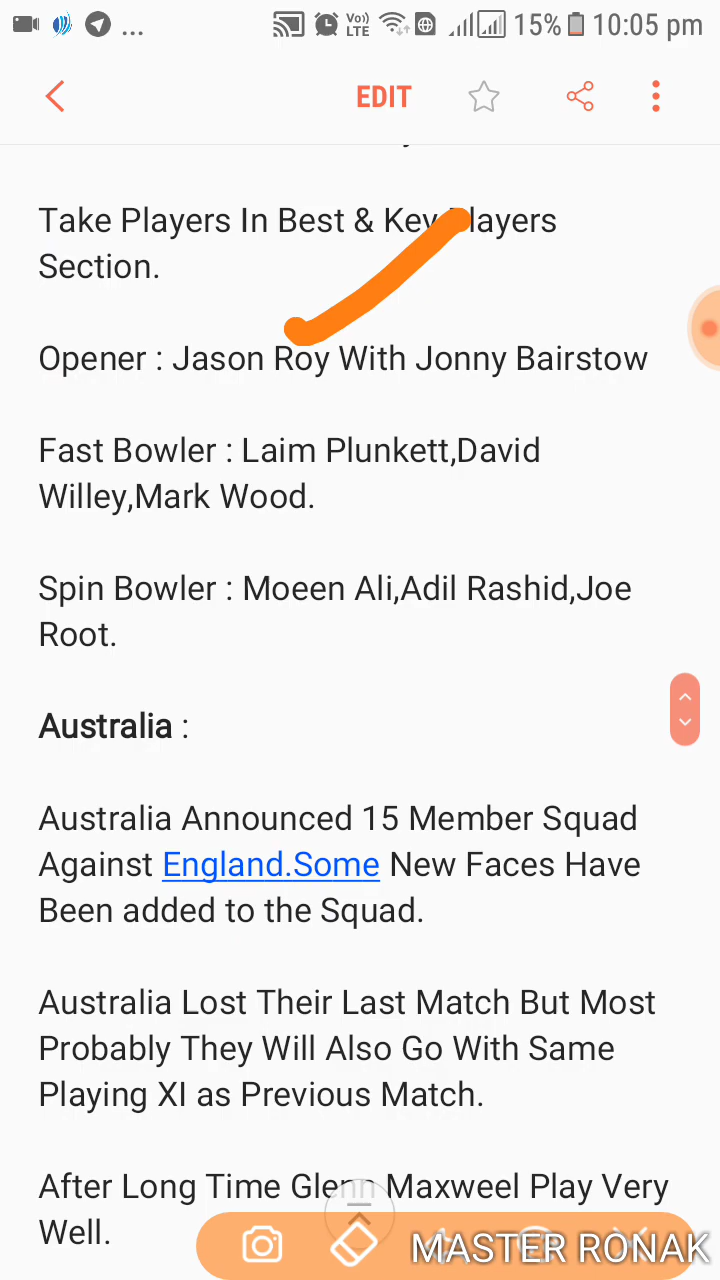 ... Vo)) LTE 15% 10:05 pm
EDIT
Take Players In Best & Key Players
Section.
Opener : Jason Roy With Jonny Bairstow
Fast Bowler : Laim Plunkett,David
Willey,Mark Wood.
Spin Bowler : Moeen Ali,Adil Rashid,Joe
Root.
Australia :
Australia Announced 15 Member Squad
Against England.Some New Faces Have
Been added to the Squad.
Australia Lost Their Last Match But Most
Probably They Will Also Go With Same
Playing XI as Previous Match.
After Long Time Glenn Maxweel Play Very
Well.
MASTER RONAK